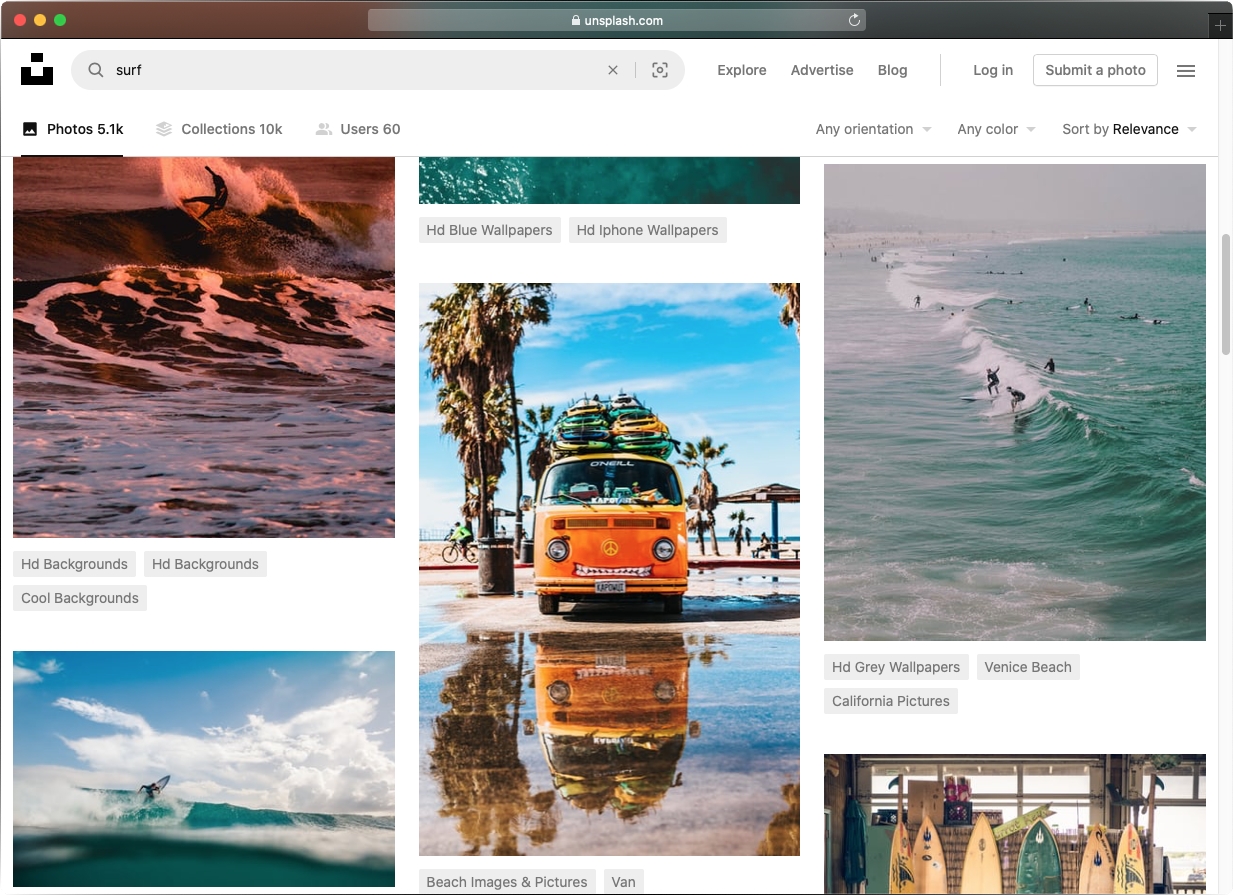 unsplash.com
surf
Explore Advertise Blog Log in Submit a photo
Photos 5.1k Collections 10k Users 60 Any orientation Any color Sort by Relevance
Hd Blue Wallpapers Hd Iphone Wallpapers
O'NEILL
KAPOWUI
Hd Backgrounds Hd Backgrounds
Cool Backgrounds
Hd Grey Wallpapers Venice Beach
California Pictures
Beach Images & Pictures Van